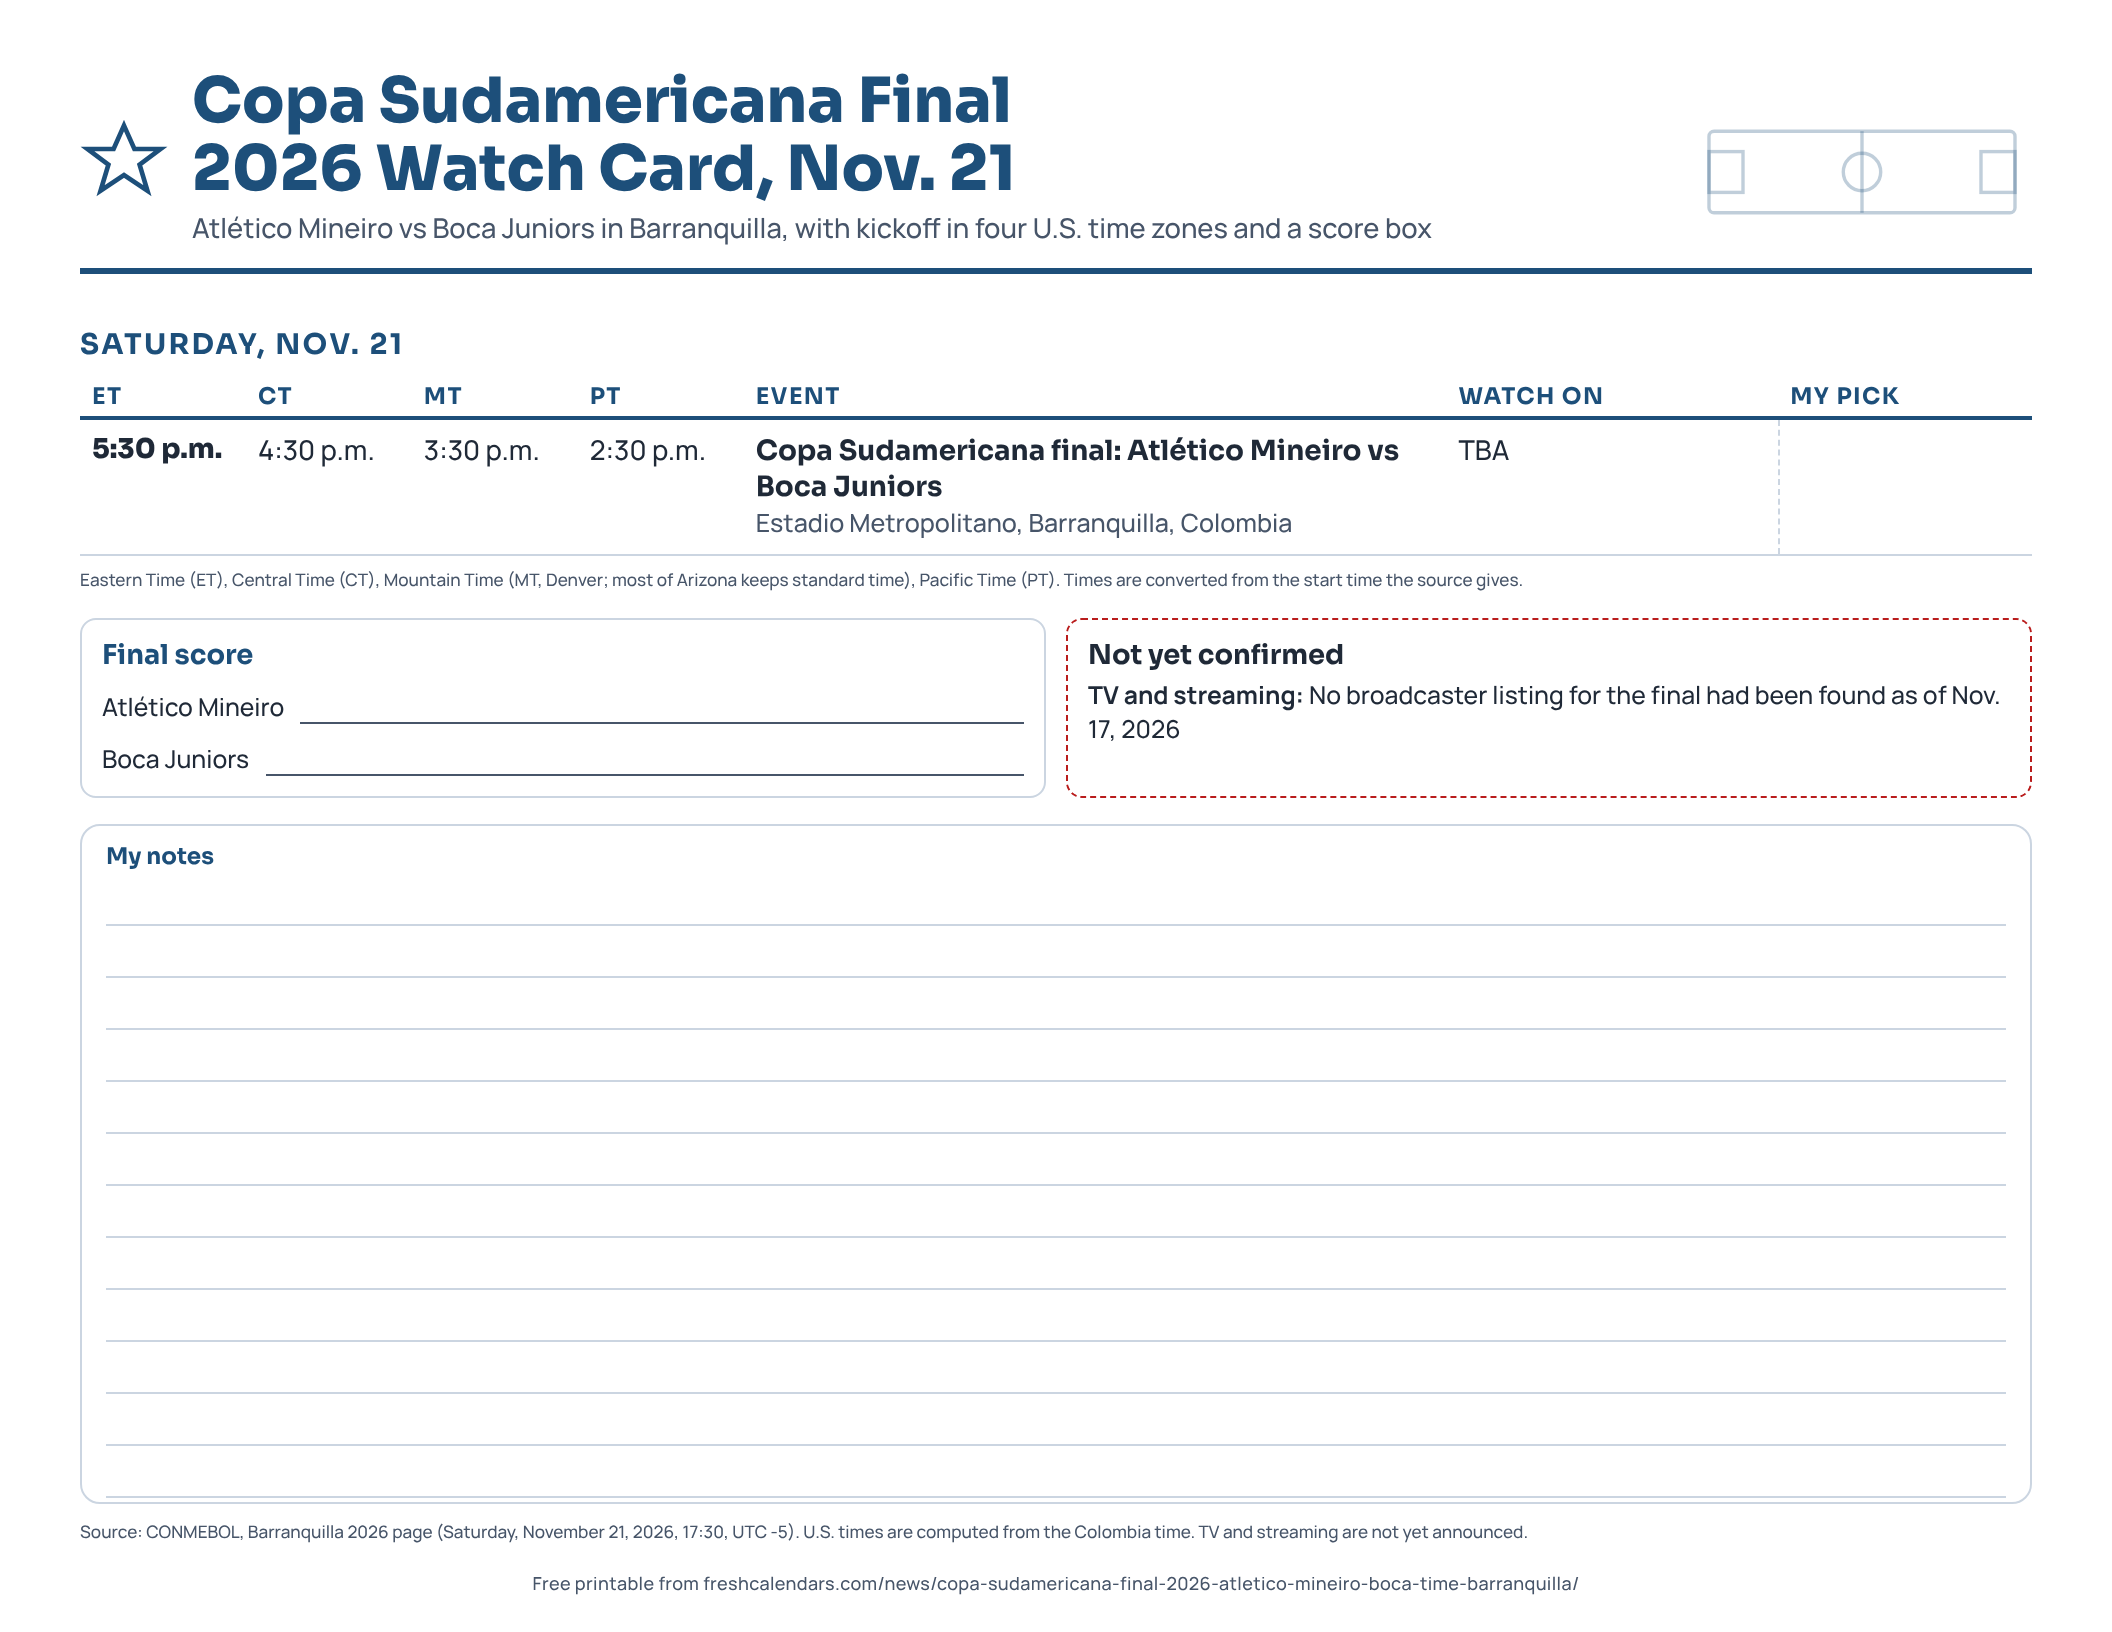 Copa Sudamericana Final
2026 Watch Card, Nov. 21
Atlético Mineiro vs Boca Juniors in Barranquilla, with kickoff in four U.S. time zones and a score box
SATURDAY, NOV. 21
ET CT MT PT EVENT WATCH ON MY PICK
5:30 p.m. 4:30 p.m. 3:30 p.m. 2:30 p.m. Copa Sudamericana final: Atlético Mineiro vs TBA
Boca Juniors
Estadio Metropolitano, Barranquilla, Colombia
Eastern Time (ET), Central Time (CT), Mountain Time (MT, Denver; most of Arizona keeps standard time), Pacific Time (PT). Times are converted from the start time the source gives.
Final score
Atlético Mineiro
Boca Juniors
Not yet confirmed
TV and streaming: No broadcaster listing for the final had been found as of Nov.
17, 2026
My notes
Source: CONMEBOL, Barranquilla 2026 page (Saturday, November 21, 2026, 17:30, UTC -5). U.S. times are computed from the Colombia time. TV and streaming are not yet announced.
Free printable from freshcalendars.com/news/copa-sudamericana-final-2026-atletico-mineiro-boca-time-barranquilla/